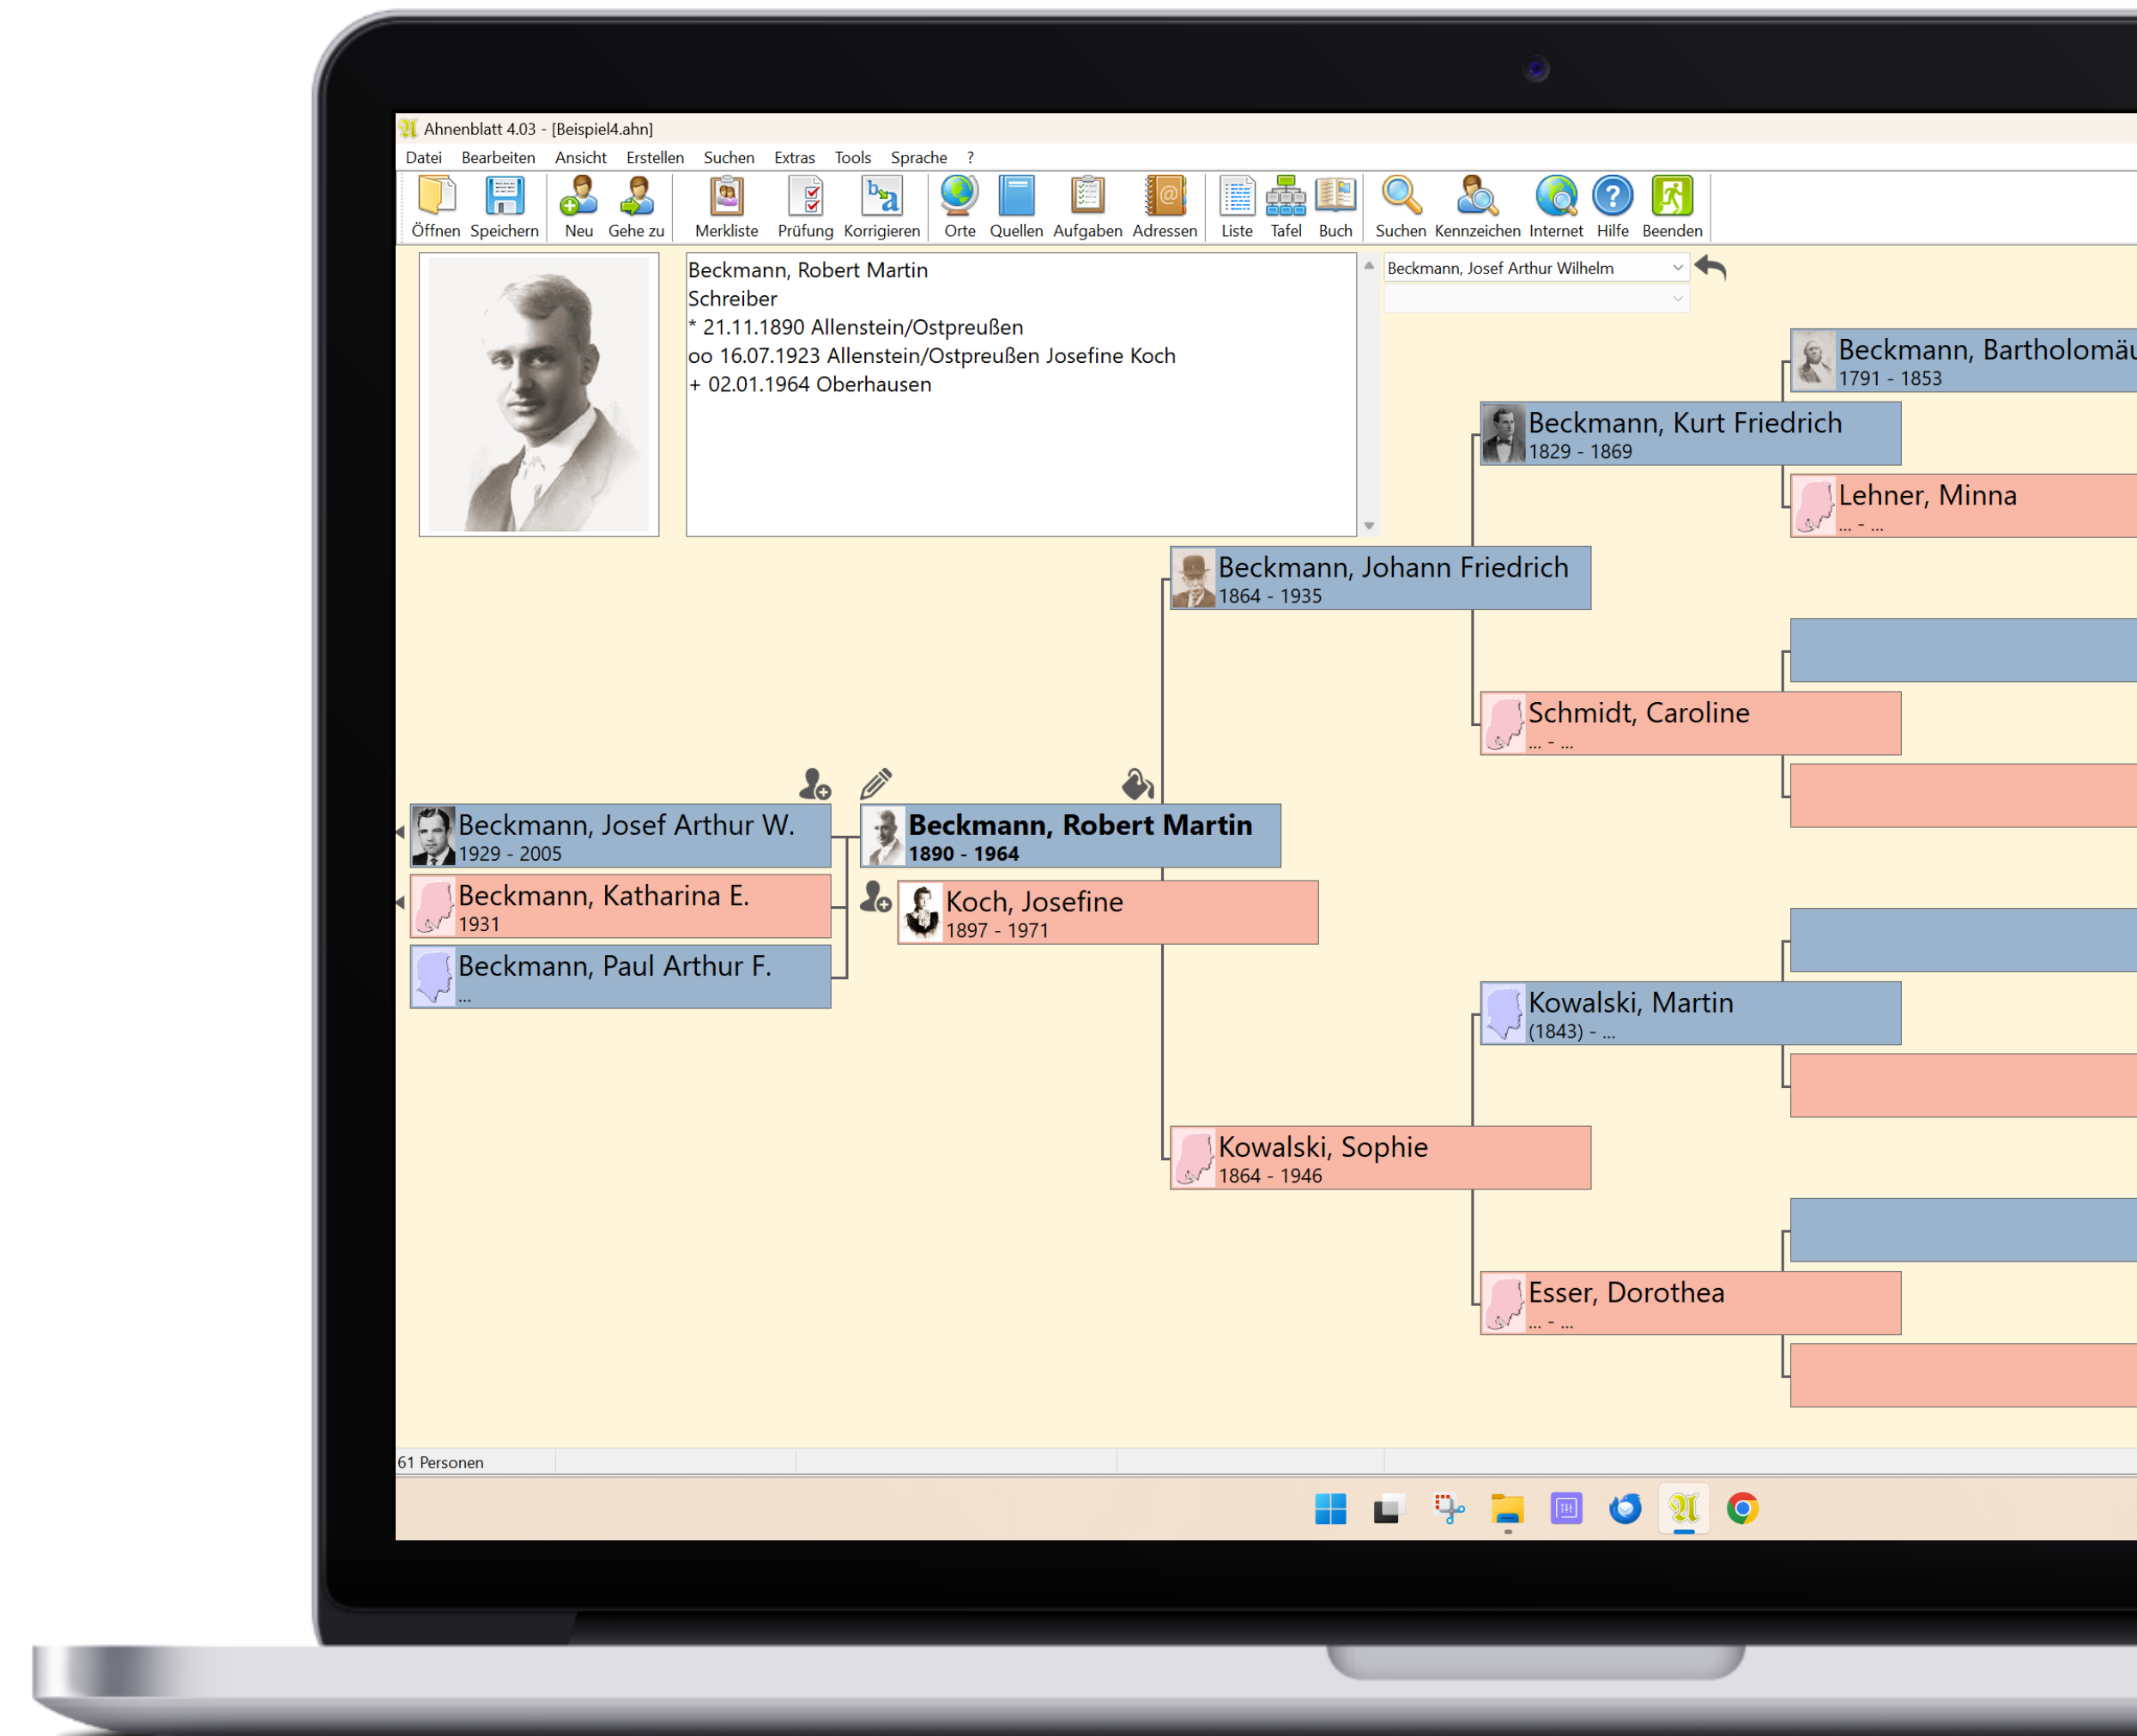 Ahnenblatt 4.03 - [Beispiel4.ahn]
Datei Bearbeiten Ansicht Erstellen Suchen Extras Tools Sprache ?
Öffnen Speichern Neu Gehe zu Merkliste Prüfung Korrigieren Orte Quellen Aufgaben Adressen Liste Tafel Buch Suchen Kennzeichen Internet Hilfe Beenden
Beckmann, Robert Martin
Schreiber
* 21.11.1890 Allenstein/Ostpreußen
oo 16.07.1923 Allenstein/Ostpreußen Josefine Koch
+ 02.01.1964 Oberhausen
Beckmann, Josef Arthur Wilhelm
Beckmann, Bartholomäu
1791 - 1853
Beckmann, Kurt Friedrich
1829 - 1869
Lehner, Minna
... - ...
Beckmann, Johann Friedrich
1864 - 1935
Schmidt, Caroline
... - ...
Beckmann, Josef Arthur W.
1929 - 2005
Beckmann, Robert Martin
1890 - 1964
Beckmann, Katharina E.
1931
Koch, Josefine
1897 - 1971
Beckmann, Paul Arthur F.
...
Kowalski, Martin
(1843) - ...
Kowalski, Sophie
1864 - 1946
Esser, Dorothea
... - ...
61 Personen